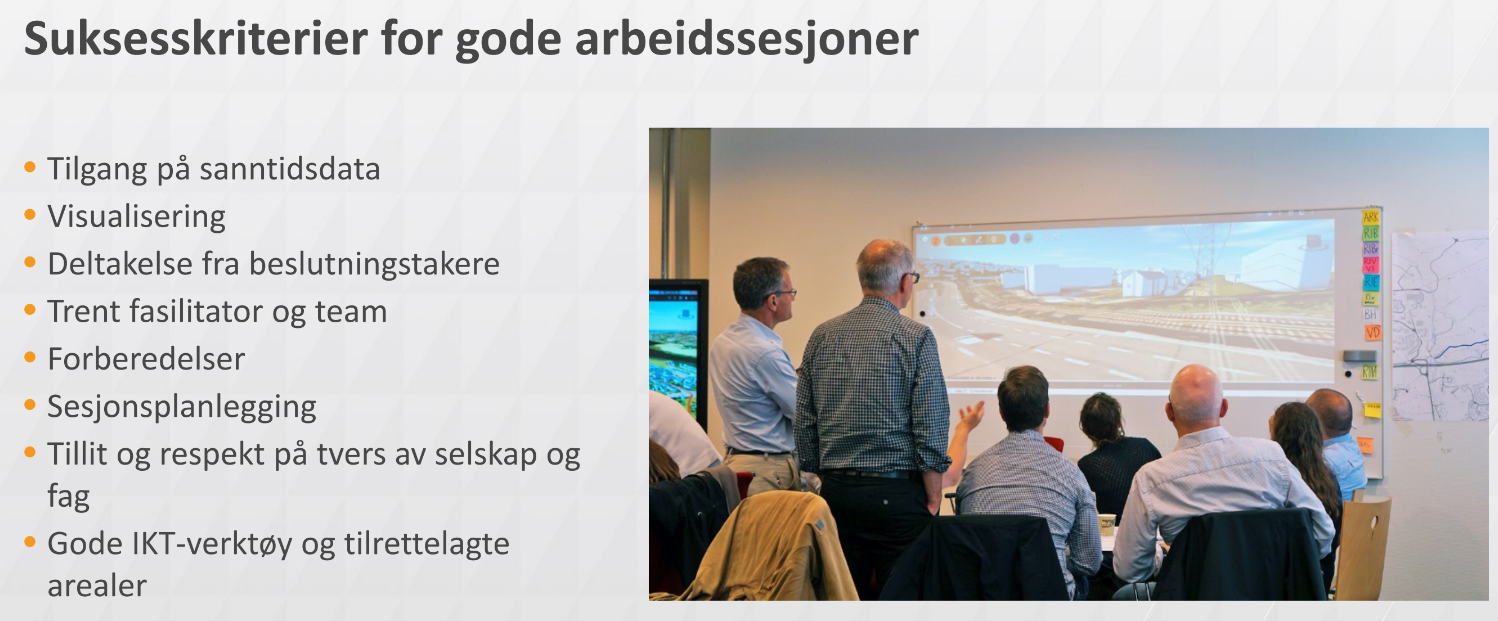 Suksesskriterier for gode arbeidssesjoner
• Tilgang på sanntidsdata
• Visualisering
• Deltakelse fra beslutningstakere
• Trent fasilitator og team
• Forberedelser
• Sesjonsplanlegging
• Tillit og respekt på tvers av selskap og
fag
• Gode IKT-verktøy og tilrettelagte
arealer
ARK
RIB
BH
VD